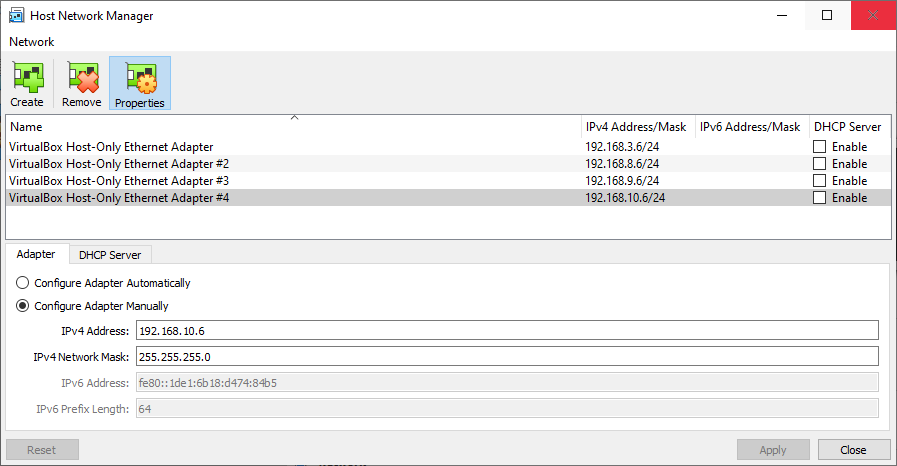 Host Network Manager
Network
Create Remove Properties
Name IPv4 Address/Mask IPv6 Address/Mask DHCP Server
VirtualBox Host-Only Ethernet Adapter 192.168.3.6/24 Enable
VirtualBox Host-Only Ethernet Adapter #2 192.168.8.6/24 Enable
VirtualBox Host-Only Ethernet Adapter #3 192.168.9.6/24 Enable
VirtualBox Host-Only Ethernet Adapter #4 192.168.10.6/24 Enable
Adapter DHCP Server
Configure Adapter Automatically
Configure Adapter Manually
IPv4 Address: 192.168.10.6
IPv4 Network Mask: 255.255.255.0
IPv6 Address: fe80::1de1:6b18:d474:84b5
IPv6 Prefix Length: 64
Reset Apply Close